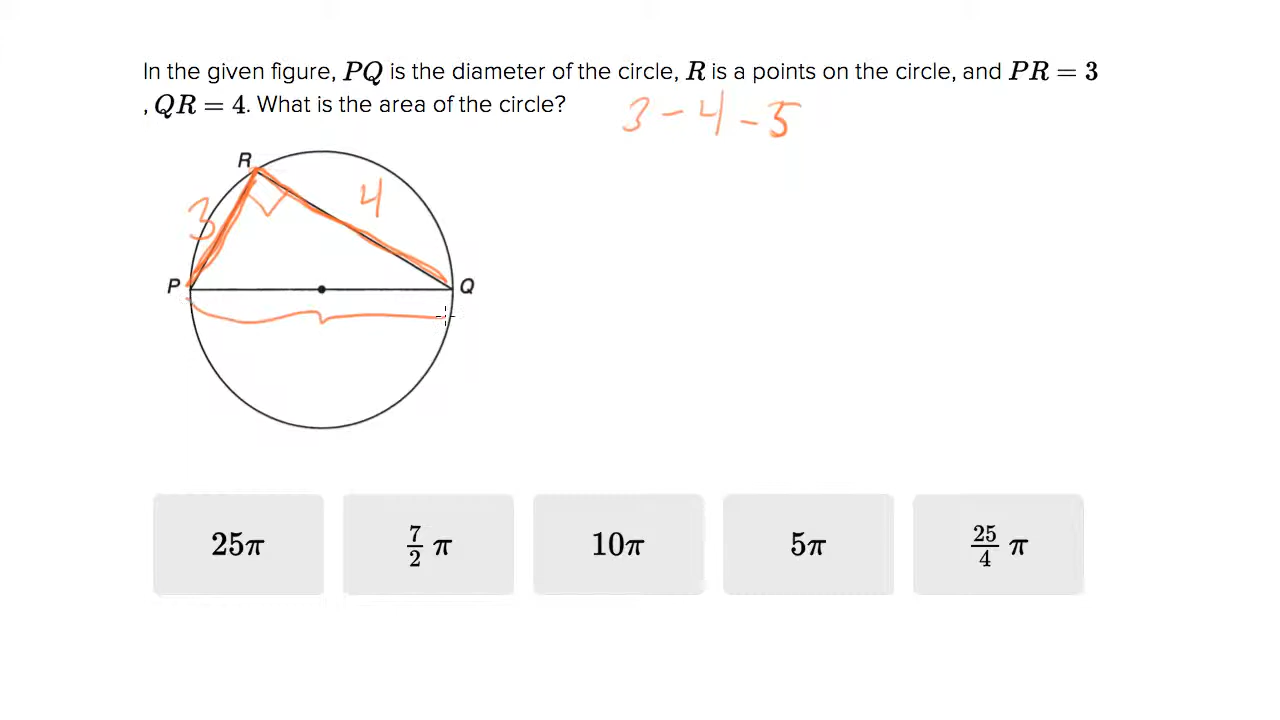 In the given figure, PQ is the diameter of the circle, R is a points on the circle, and PR = 3
, QR = 4. What is the area of the circle?
3 - 4 - 5
R
3
4
P
Q
25π
7/2 π
10π
5π
25/4 π